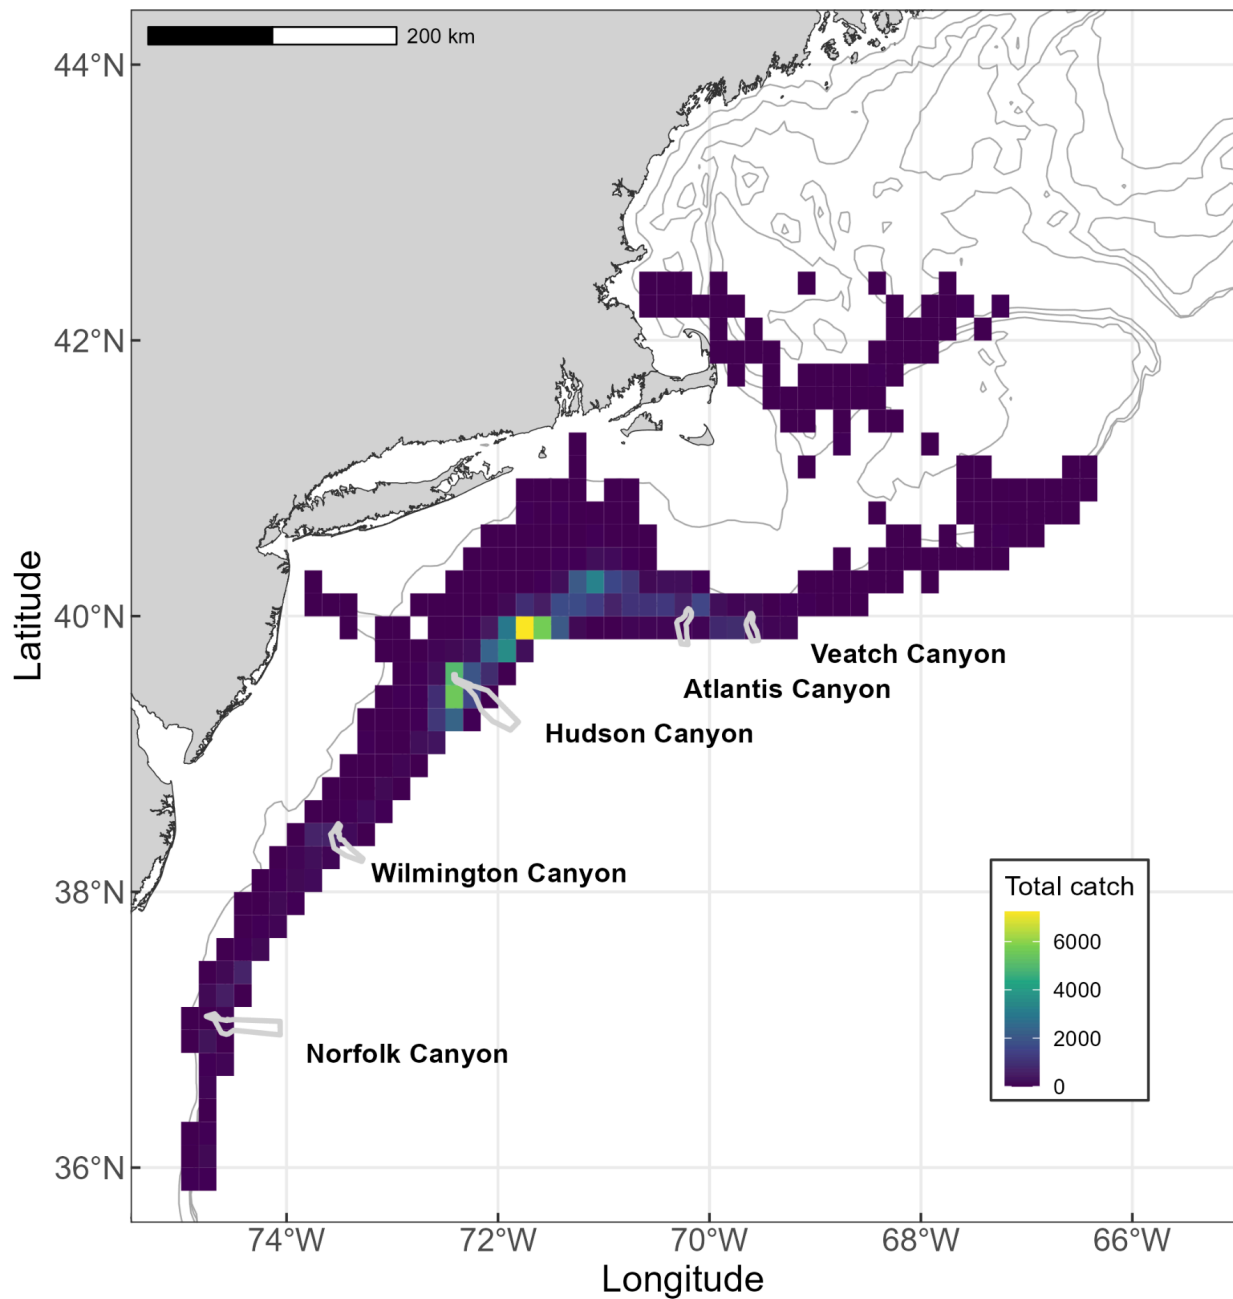 200 km
44°N
42°N
40°N
38°N
36°N
Latitude
Veatch Canyon
Atlantis Canyon
Hudson Canyon
Wilmington Canyon
Norfolk Canyon
Total catch
6000
4000
2000
0
74°W 72°W 70°W 68°W 66°W
Longitude